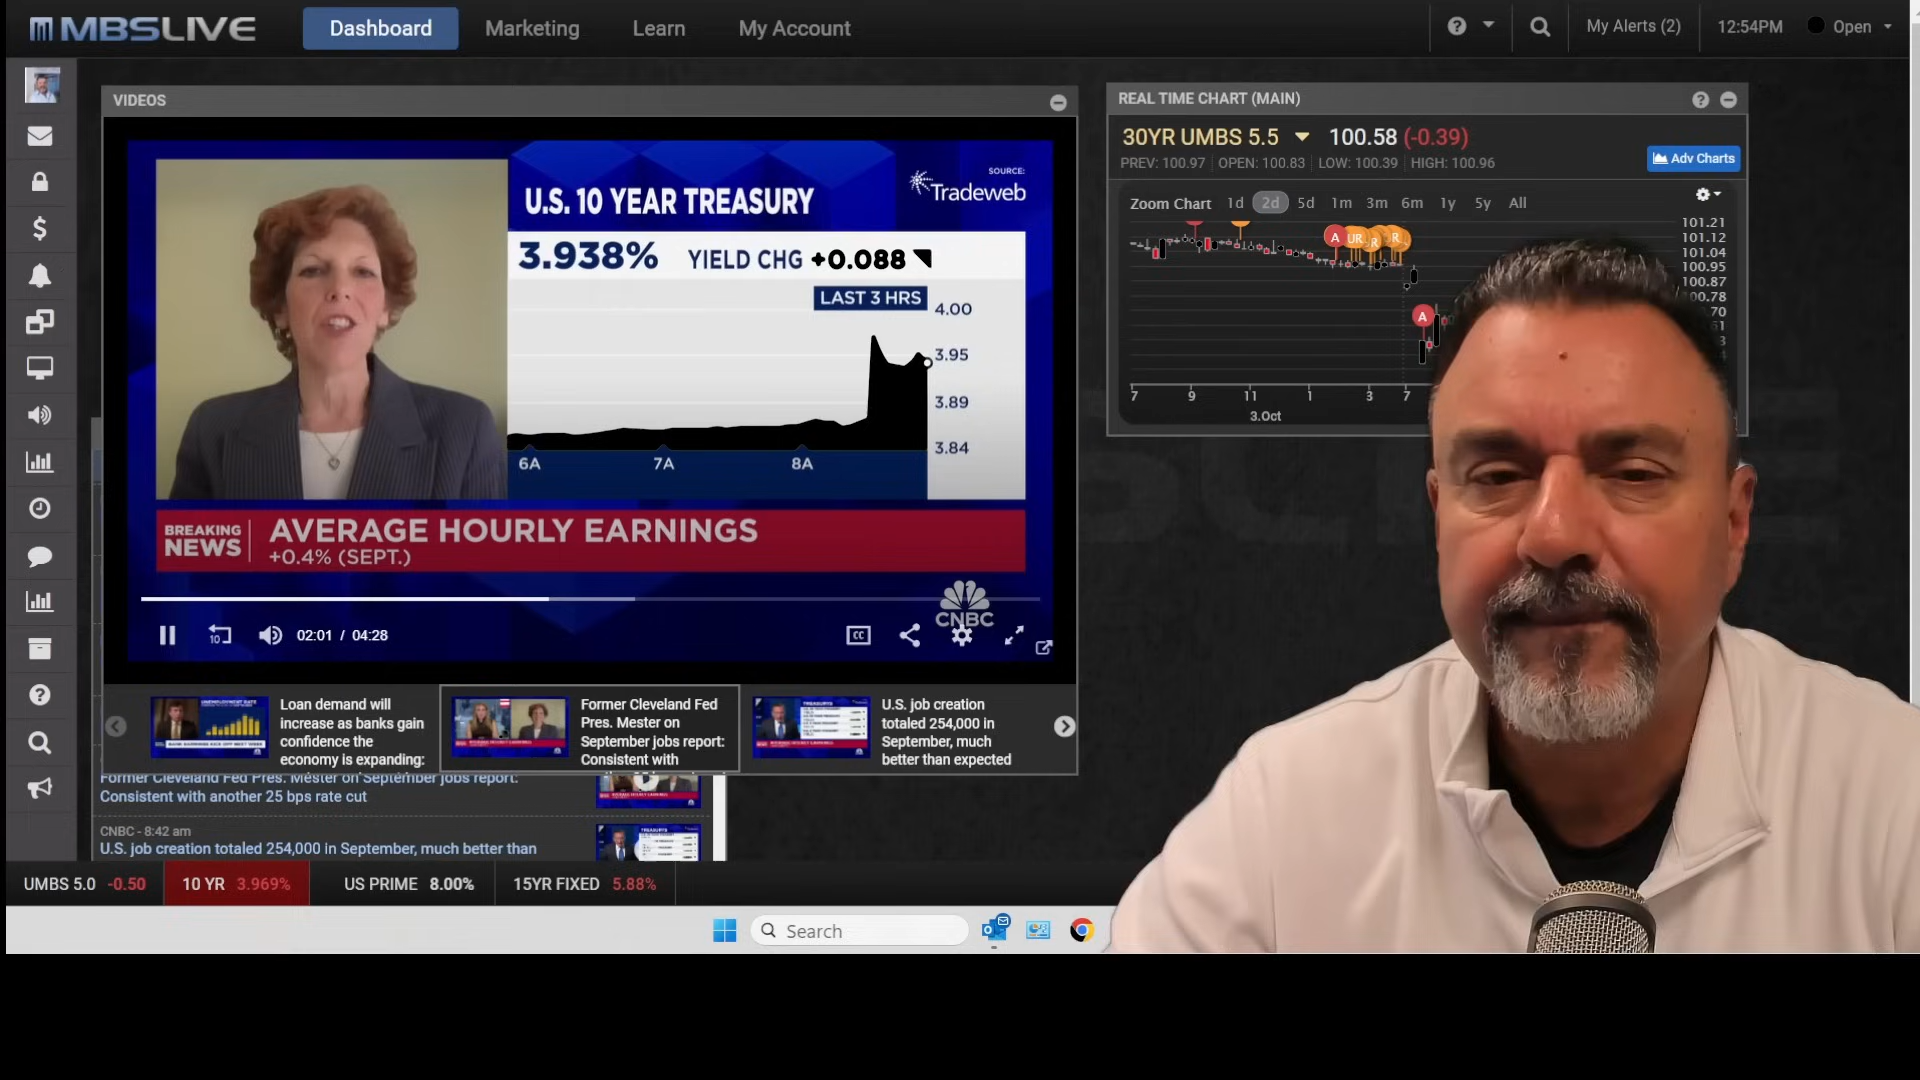 MBSLIVE
Dashboard
Marketing
Learn
My Account
My Alerts (2)
12:54PM
Open
VIDEOS
U.S. 10 YEAR TREASURY
SOURCE:
Tradeweb
3.938%
YIELD CHG +0.088
LAST 3 HRS
4.00
3.95
3.89
3.84
6A
7A
8A
BREAKING
NEWS
AVERAGE HOURLY EARNINGS
+0.4% (SEPT.)
CNBC
10
02:01 / 04:28
CC
Loan demand will
increase as banks gain
confidence the
economy is expanding:
Former Cleveland Fed
Pres. Mester on
September jobs report:
Consistent with
U.S. job creation
totaled 254,000 in
September, much
better than expected
Former Cleveland Fed Pres. Mester on September jobs report:
Consistent with another 25 bps rate cut
CNBC - 8:42 am
U.S. job creation totaled 254,000 in September, much better than
REAL TIME CHART (MAIN)
30YR UMBS 5.5
100.58 (-0.39)
PREV: 100.97
OPEN: 100.83
LOW: 100.39
HIGH: 100.96
Adv Charts
Zoom Chart
1d
2d
5d
1m
3m
6m
1y
5y
All
A
UR
R
R
A
101.21
101.12
101.04
100.95
100.87
00.78
70
7
9
11
1
3
7
3.Oct
UMBS 5.0 -0.50
10 YR 3.969%
US PRIME 8.00%
15YR FIXED 5.88%
Search